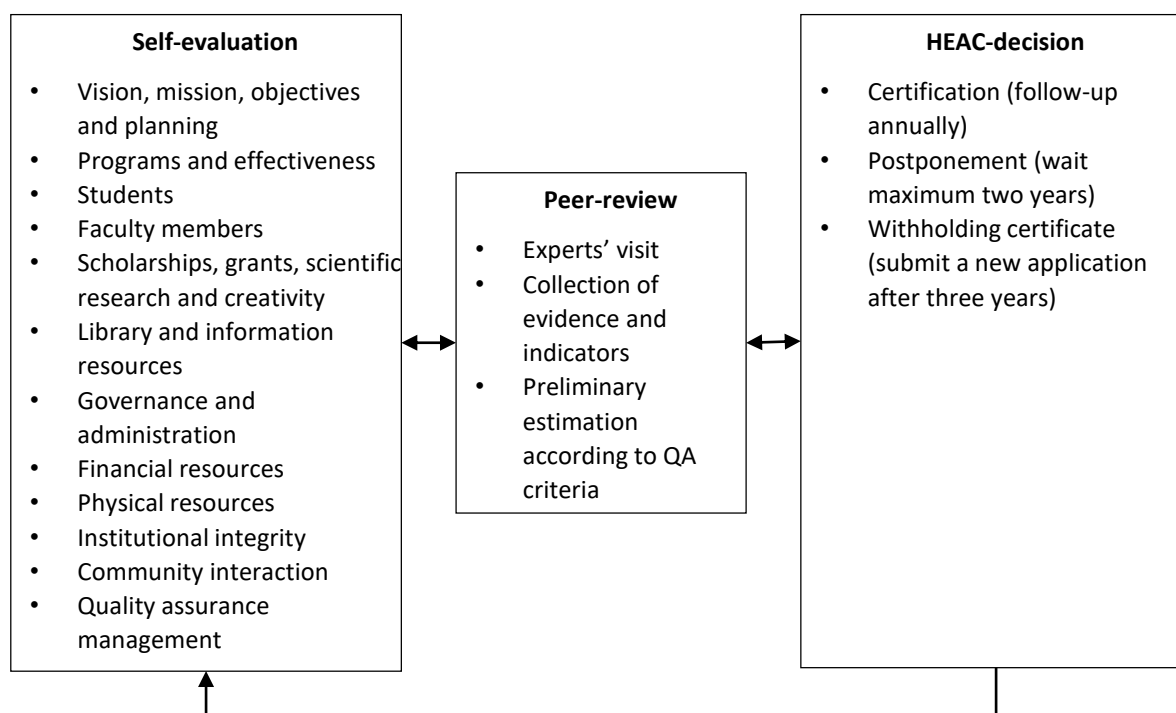 Self-evaluation
• Vision, mission, objectives
and planning
• Programs and effectiveness
• Students
• Faculty members
• Scholarships, grants, scientific
research and creativity
• Library and information
resources
• Governance and
administration
• Financial resources
• Physical resources
• Institutional integrity
• Community interaction
• Quality assurance
management
Peer-review
• Experts’ visit
• Collection of
evidence and
indicators
• Preliminary
estimation
according to QA
criteria
HEAC-decision
• Certification (follow-up
annually)
• Postponement (wait
maximum two years)
• Withholding certificate
(submit a new application
after three years)